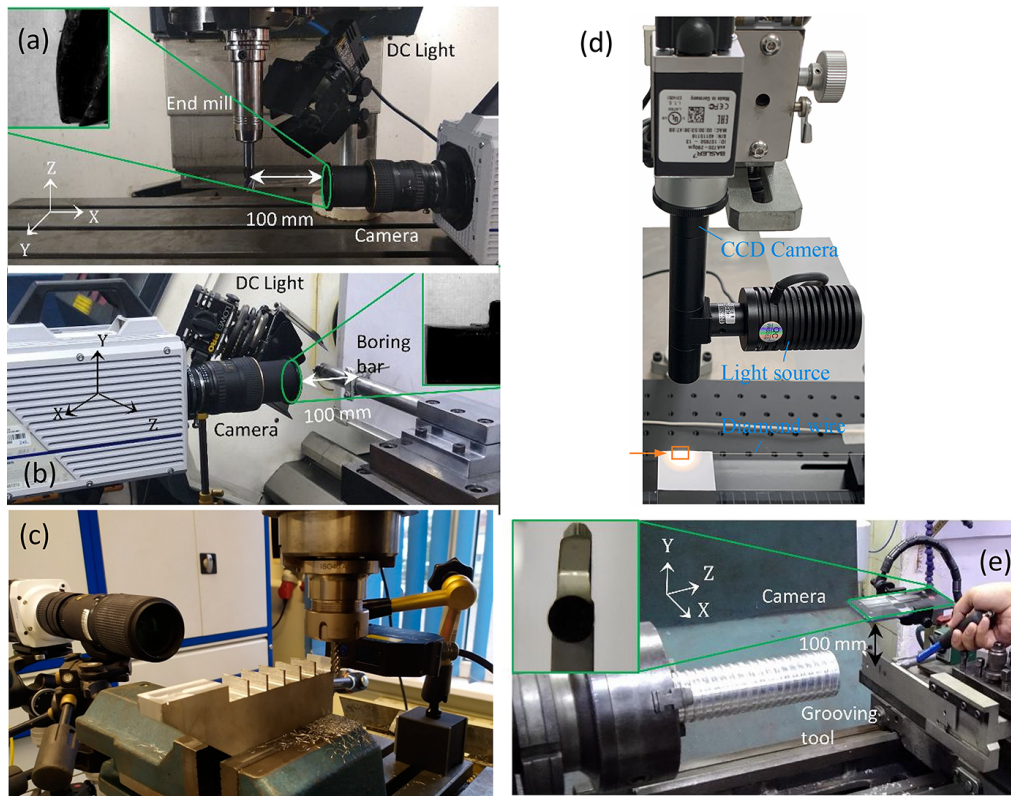 (a)
DC Light
End mill
Z
X
Y
100 mm
Camera
DC Light
Y
Boring
bar
X
Z
100 mm
Camera
(b)
(c)
(d)
BASLER
CCD Camera
Light source
Diamond wire
(e)
Y
Z
X
Camera
100 mm
Grooving
tool